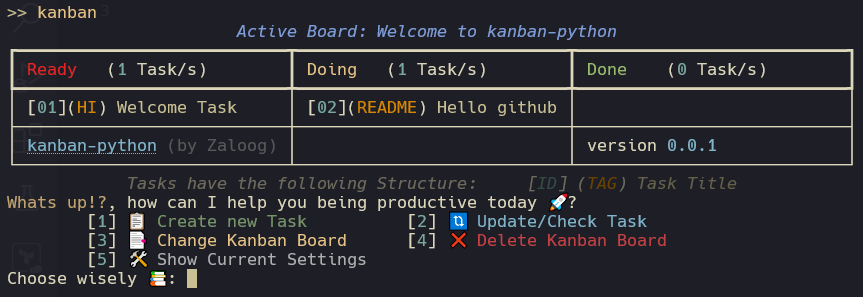 >> kanban
Active Board: Welcome to kanban-python
Ready (1 Task/s) Doing (1 Task/s) Done (0 Task/s)
[01](HI) Welcome Task [02](README) Hello github
kanban-python (by Zaloog) version 0.0.1
Tasks have the following Structure: [ID] (TAG) Task Title
Whats up!?, how can I help you being productive today 🚀?
[1] 📋 Create new Task [2] 🔃 Update/Check Task
[3] 📑 Change Kanban Board [4] ❌ Delete Kanban Board
[5] 🛠 Show Current Settings
Choose wisely 📚: